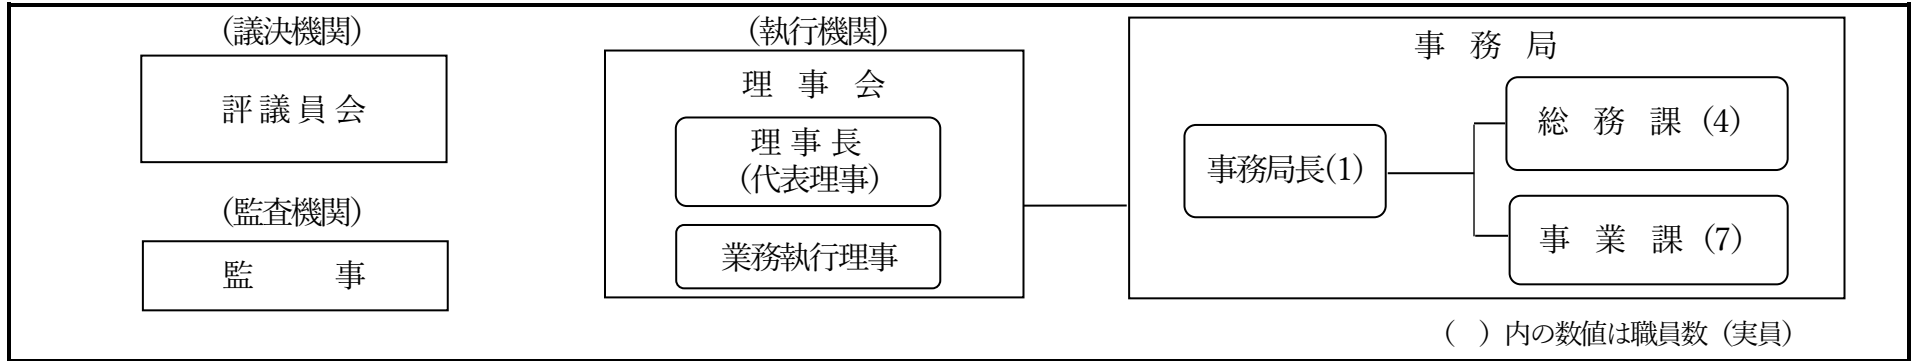 (議決機関)
評議員会
(監査機関)
監　事
(執行機関)
理　事　会
理事長
(代表理事)
業務執行理事
事　務　局
事務局長(1)
総　務　課 (4)
事　業　課 (7)
(　) 内の数値は職員数 (実員)